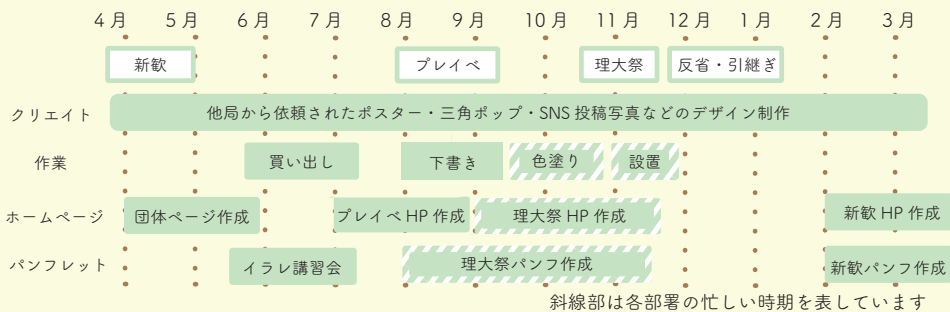 4月 5月 6月 7月 8月 9月 10月 11月 12月 1月 2月 3月
新歓 プレイベ 理大祭 反省・引継ぎ
クリエイト 他局から依頼されたポスター・三角ポップ・SNS投稿写真などのデザイン制作
作業 買い出し 下書き 色塗り 設置
ホームページ 団体ページ作成 プレイベHP作成 理大祭HP作成 新歓HP作成
パンフレット イラレ講習会 理大祭パンフ作成 新歓パンフ作成
斜線部は各部署の忙しい時期を表しています